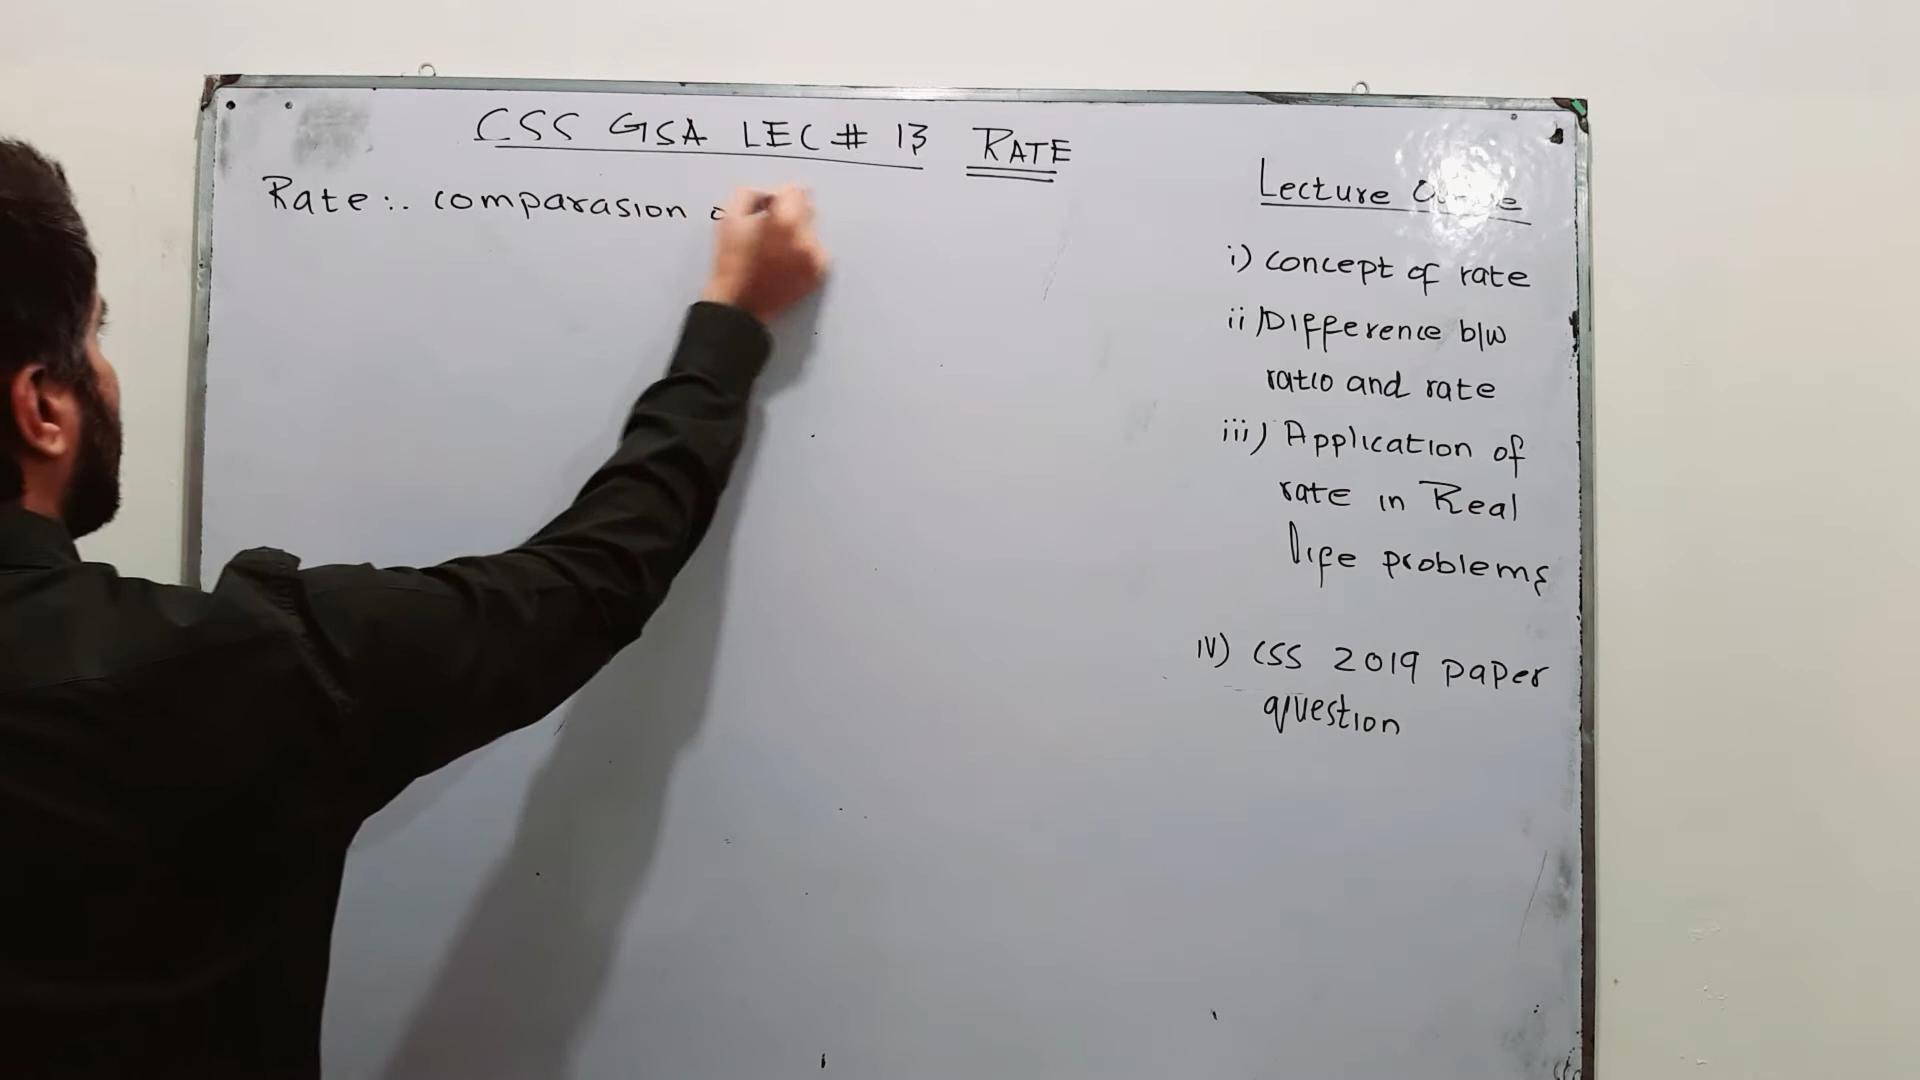 CSS GSA LEC # 13 RATE
Rate :. comparasion
Lecture
i) concept of rate
ii) Difference b/w
ratio and rate
iii) Application of
rate in Real
life problems
iv) CSS 2019 paper
question